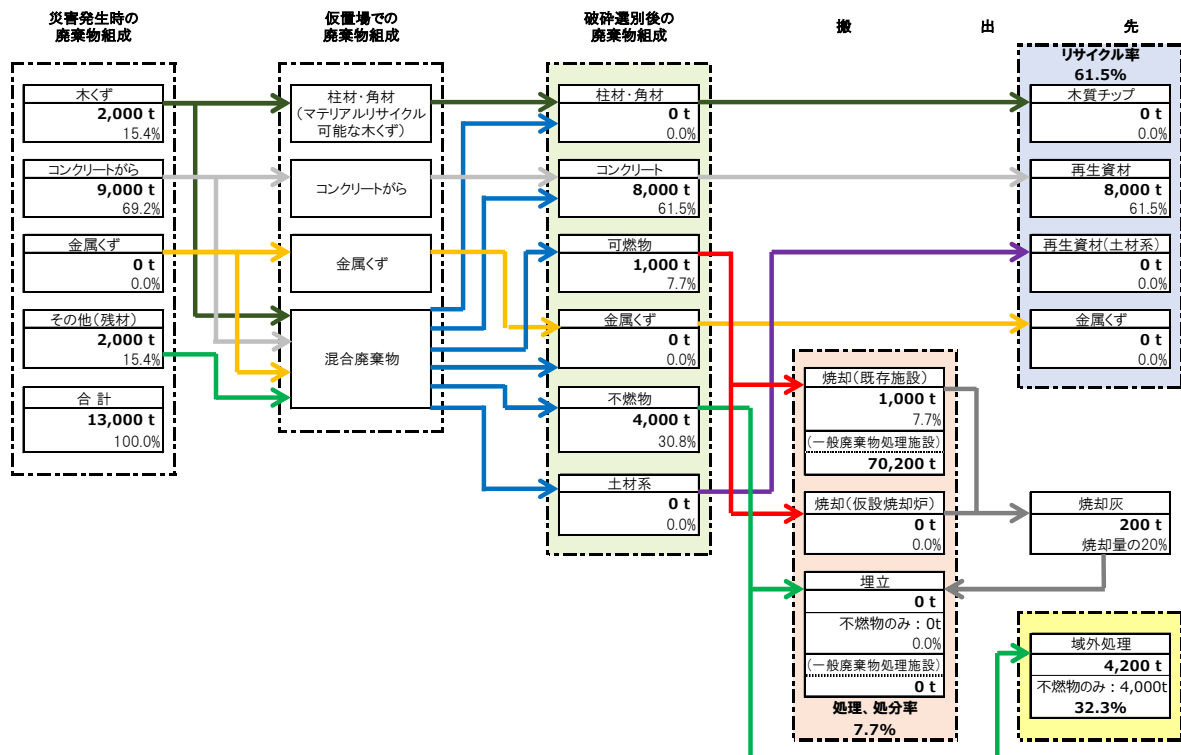 災害発生時の
廃棄物組成
木くず
2,000 t
15.4%
コンクリートがら
9,000 t
69.2%
金属くず
0 t
0.0%
その他(残材)
2,000 t
15.4%
合 計
13,000 t
100.0%
仮置場での
廃棄物組成
柱材・角材
(マテリアルリサイクル
可能な木くず)
コンクリートがら
金属くず
混合廃棄物
破砕選別後の
廃棄物組成
柱材・角材
0 t
0.0%
コンクリート
8,000 t
61.5%
可燃物
1,000 t
7.7%
金属くず
0 t
0.0%
不燃物
4,000 t
30.8%
土材系
0 t
0.0%
搬 出 先
焼却(既存施設)
1,000 t
7.7%
(一般廃棄物処理施設)
70,200 t
焼却(仮設焼却炉)
0 t
0.0%
埋立
0 t
不燃物のみ:0t
0.0%
(一般廃棄物処理施設)
0 t
処理、処分率
7.7%
リサイクル率
61.5%
木質チップ
0 t
0.0%
再生資材
8,000 t
61.5%
再生資材(土材系)
0 t
0.0%
金属くず
0 t
0.0%
焼却灰
200 t
焼却量の20%
域外処理
4,200 t
不燃物のみ:4,000t
32.3%